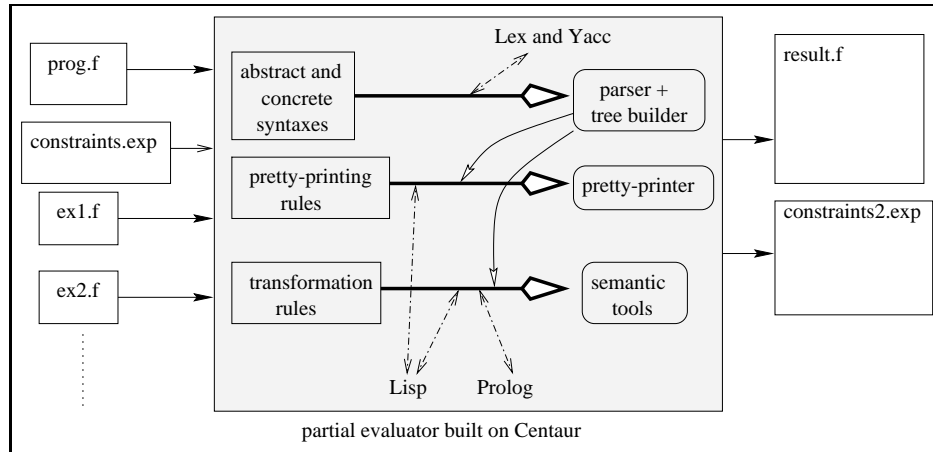 prog.f
constraints.exp
ex1.f
ex2.f
Lex and Yacc
abstract and
concrete
syntaxes
parser +
tree builder
pretty-printing
rules
pretty-printer
transformation
rules
semantic
tools
Lisp
Prolog
result.f
constraints2.exp
partial evaluator built on Centaur